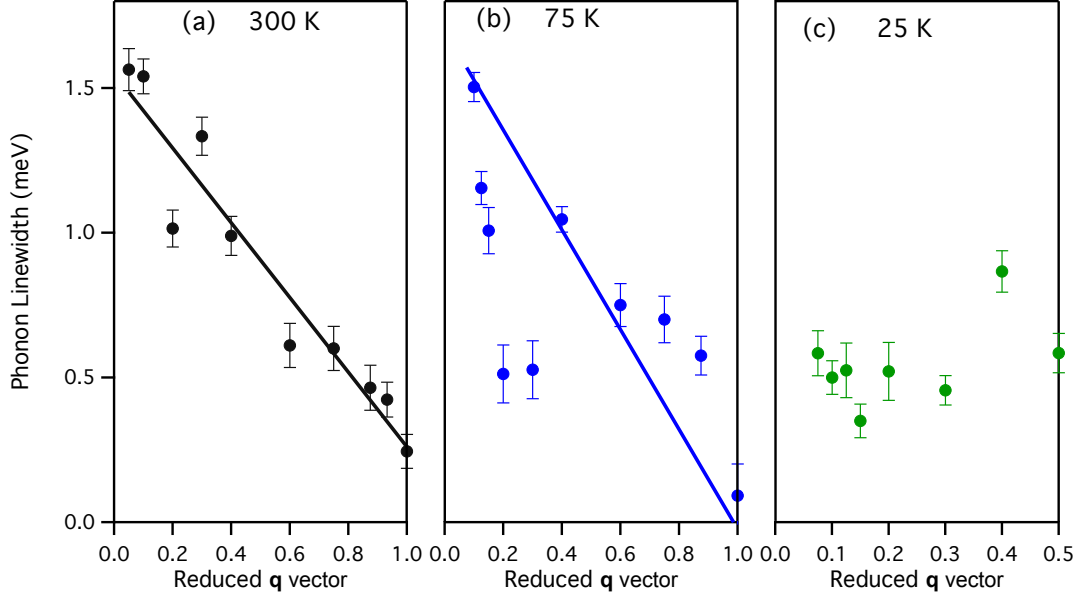 (a) 300 K
(b) 75 K
(c) 25 K
Phonon Linewidth (meV)
1.5
1.0
0.5
0.0
0.0 0.2 0.4 0.6 0.8 1.0
0.0 0.2 0.4 0.6 0.8 1.0
0.1 0.2 0.3 0.4 0.5
Reduced q vector
Reduced q vector
Reduced q vector